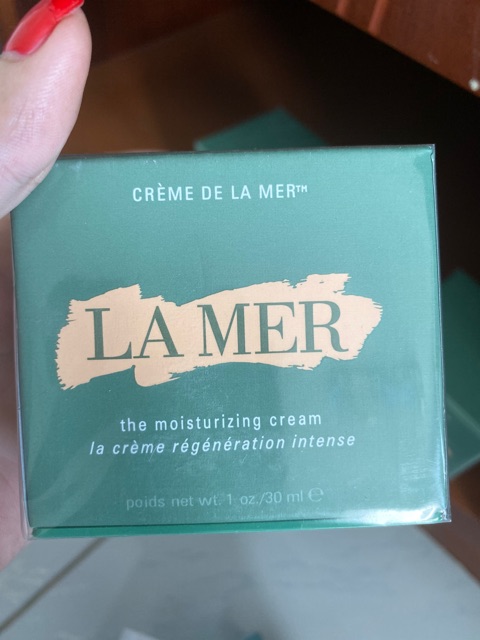 CRÈME DE LA MER™
LA MER
the moisturizing cream
la crème régénération intense
poids net wt. 1 oz./30 ml ℮